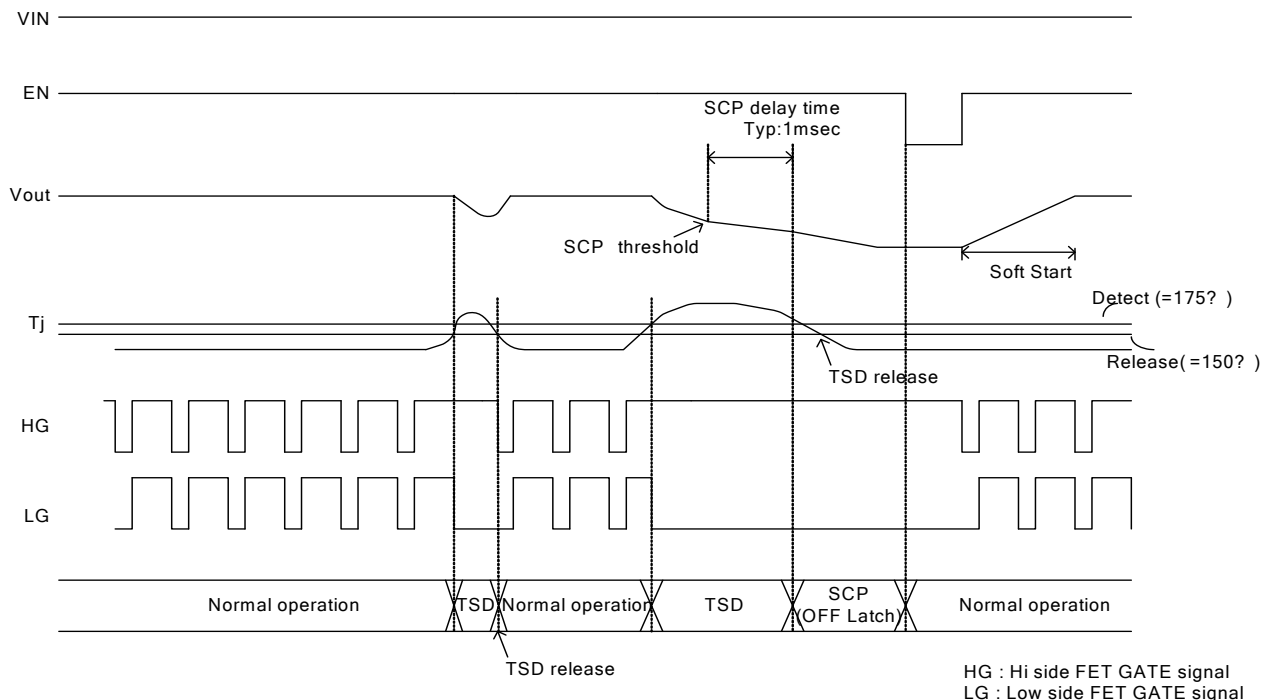 VIN
EN
SCP delay time
Typ:1msec
Vout
SCP threshold
Soft Start
Detect (=175? )
Tj
Release(=150? )
TSD release
HG
LG
Normal operation
TSD
Normal operation
TSD
SCP
(OFF Latch)
Normal operation
TSD release
HG : Hi side FET GATE signal
LG : Low side FET GATE signal